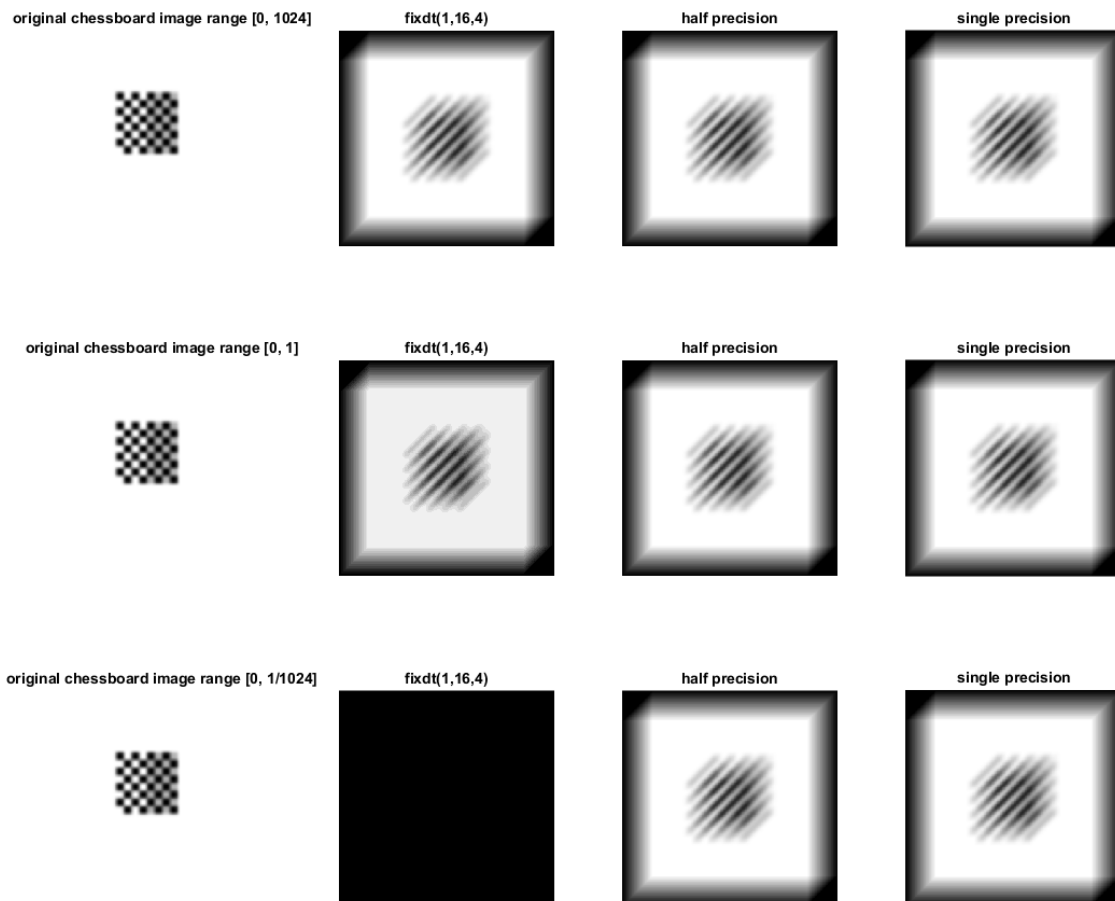 original chessboard image range [0, 1024]
fixdt(1,16,4)
half precision
single precision
original chessboard image range [0, 1]
fixdt(1,16,4)
half precision
single precision
original chessboard image range [0, 1/1024]
fixdt(1,16,4)
half precision
single precision